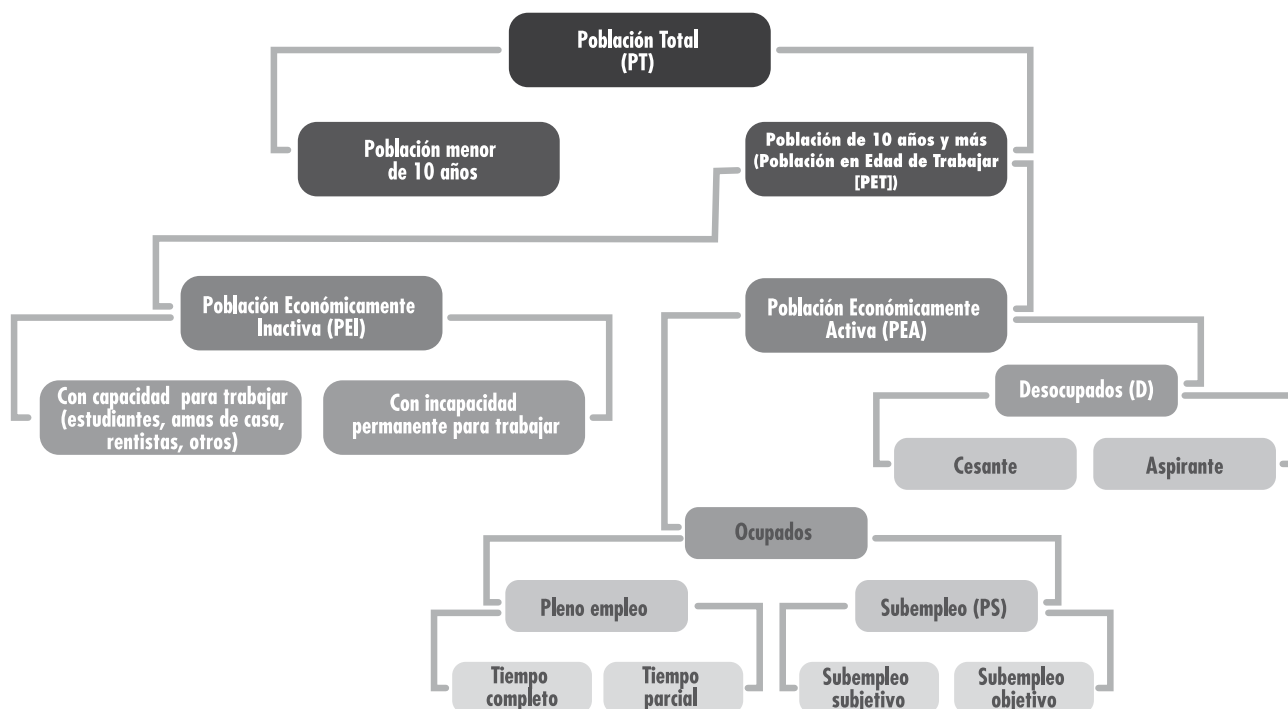 Población Total
(PT)
Población menor
de 10 años
Población de 10 años y más
(Población en Edad de Trabajar
[PET])
Población Económicamente
Inactiva (PEI)
Población Económicamente
Activa (PEA)
Con capacidad para trabajar
(estudiantes, amas de casa,
rentistas, otros)
Con incapacidad
permanente para trabajar
Desocupados (D)
Cesante
Aspirante
Ocupados
Pleno empleo
Subempleo (PS)
Tiempo
completo
Tiempo
parcial
Subempleo
subjetivo
Subempleo
objetivo